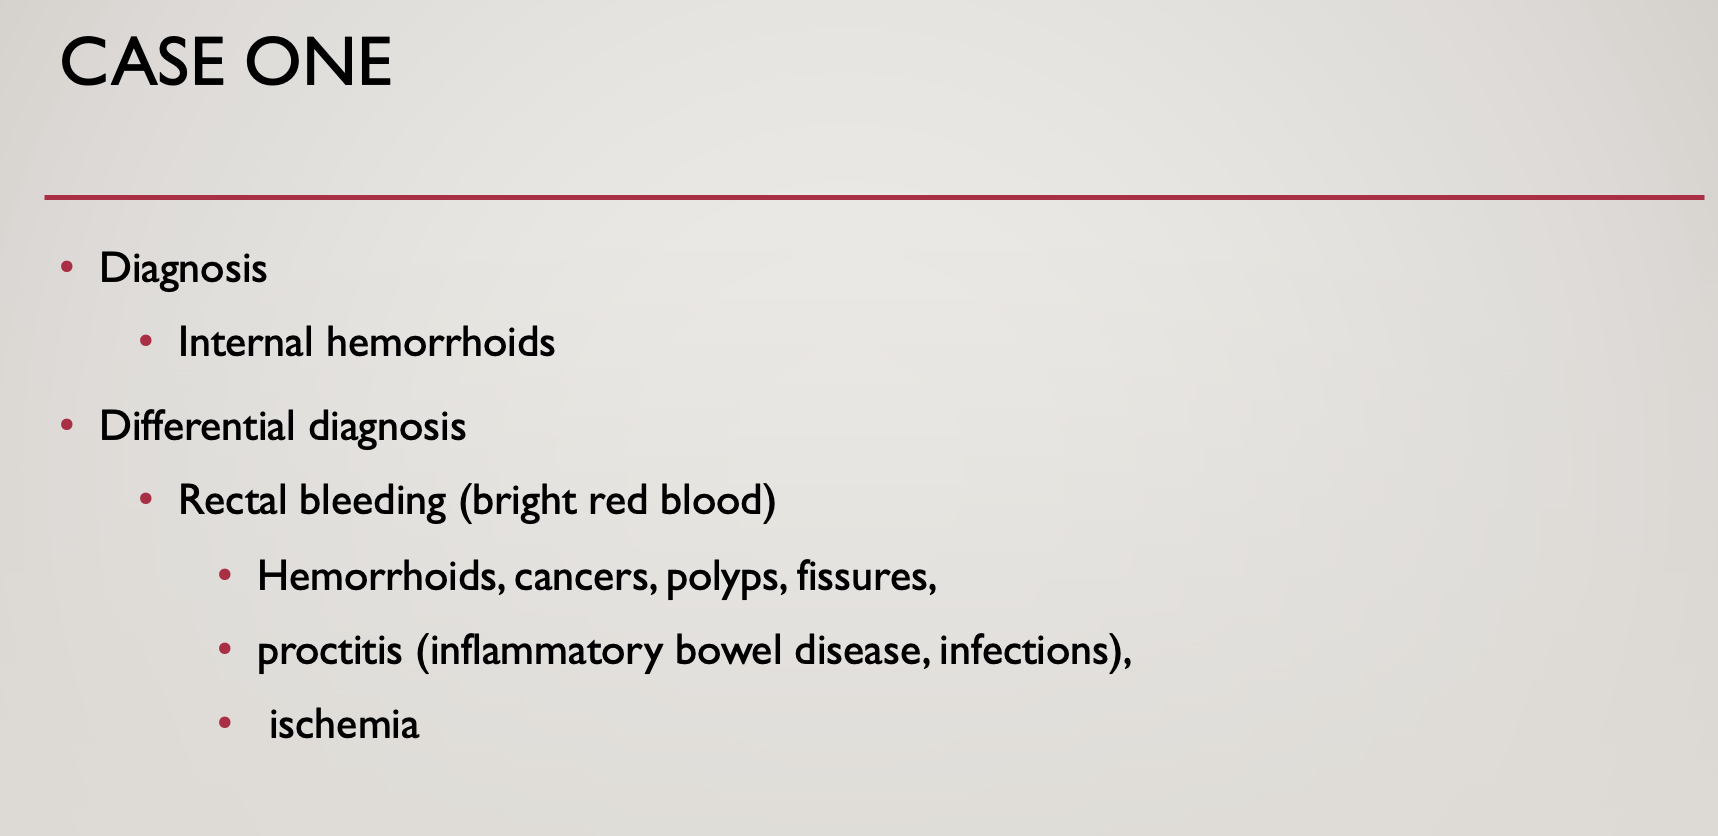 CASE ONE
• Diagnosis
• Internal hemorrhoids
• Differential diagnosis
• Rectal bleeding (bright red blood)
• Hemorrhoids, cancers, polyps, fissures,
• proctitis (inflammatory bowel disease, infections),
• ischemia